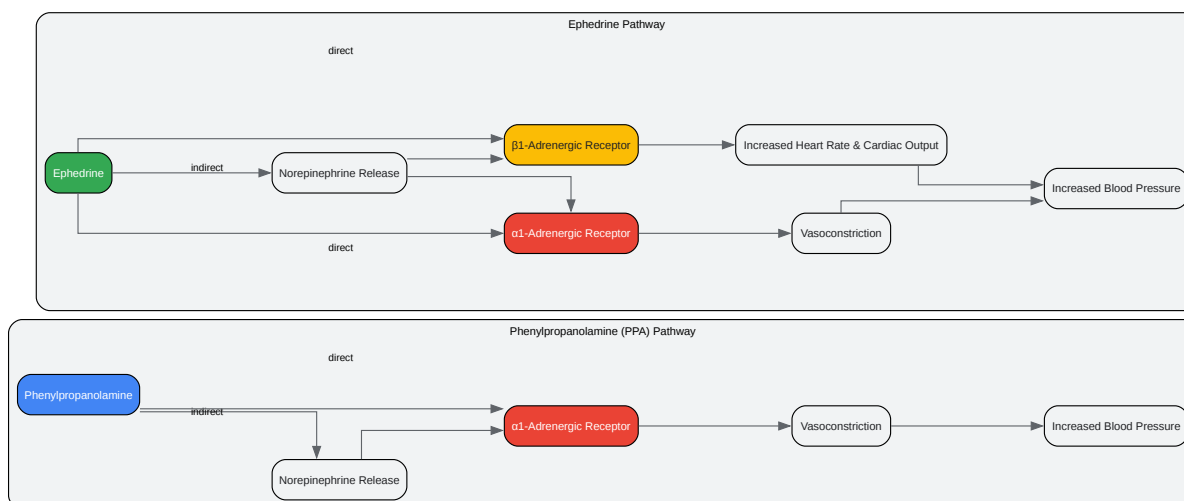 Ephedrine Pathway
direct
β1-Adrenergic Receptor
Increased Heart Rate & Cardiac Output
Ephedrine
indirect
Norepinephrine Release
Increased Blood Pressure
α1-Adrenergic Receptor
Vasoconstriction
direct
Phenylpropanolamine (PPA) Pathway
direct
Phenylpropanolamine
indirect
α1-Adrenergic Receptor
Vasoconstriction
Increased Blood Pressure
Norepinephrine Release